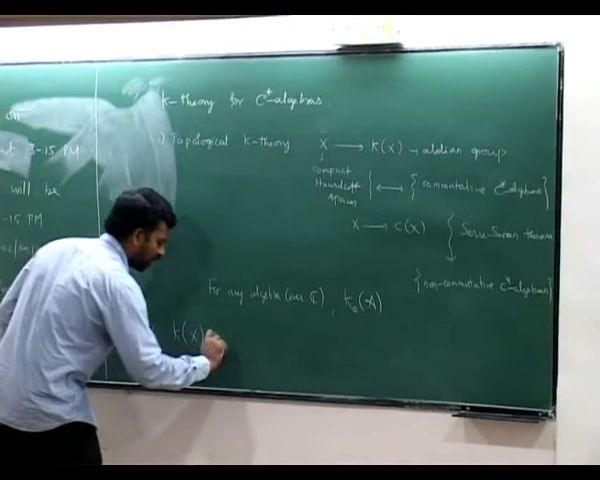 on
3-15 PM
will be
-15 PM
K-theory for C*-algebras.
1) Topological K-theory X → K(X) → abelian group
compact
Hausdorff
spaces } ↔ { commutative C*-algebras }
X → C(X) { Serre-Swan theorem
{ non-commutative C*-algebras }
For any algebra (over ℂ), K₀(A)
K(X)